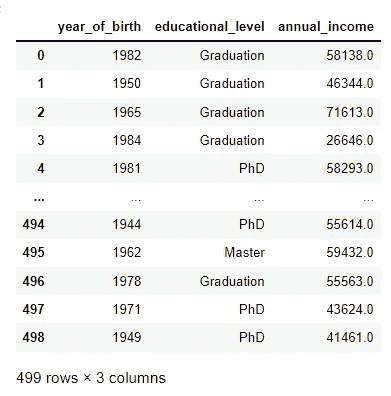 year_of_birth educational_level annual_income
0 1982 Graduation 58138.0
1 1950 Graduation 46344.0
2 1965 Graduation 71613.0
3 1984 Graduation 26646.0
4 1981 PhD 58293.0
... ... ... ...
494 1944 PhD 55614.0
495 1962 Master 59432.0
496 1978 Graduation 55563.0
497 1971 PhD 43624.0
498 1949 PhD 41461.0
499 rows × 3 columns